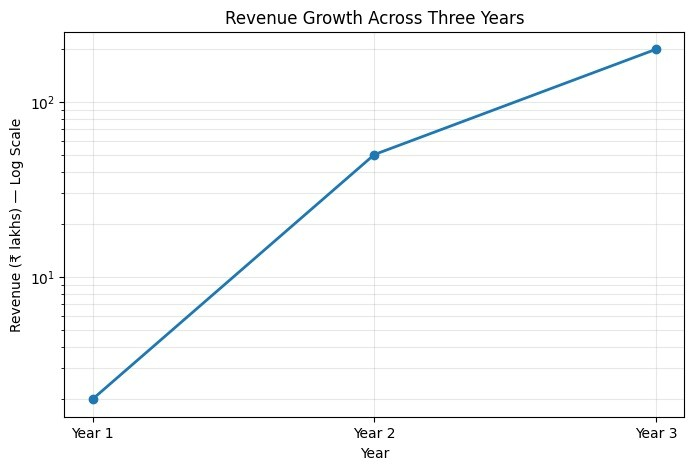 Revenue Growth Across Three Years
Revenue (₹ lakhs) — Log Scale
10²
10¹
Year 1
Year 2
Year 3
Year